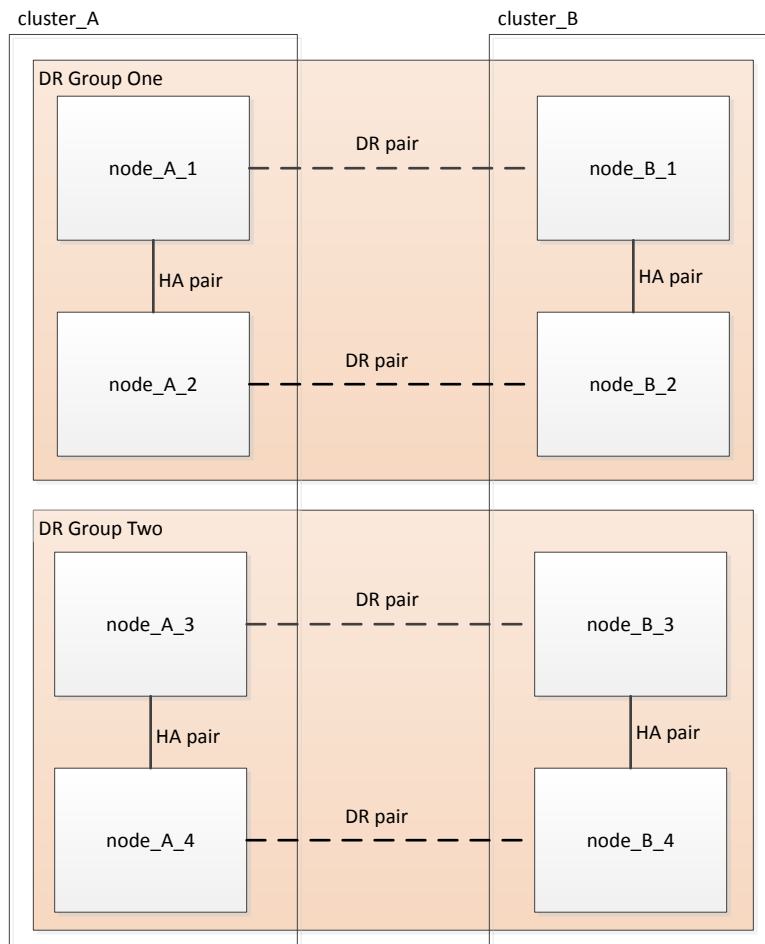 cluster_A
cluster_B
DR Group One
node_A_1
DR pair
node_B_1
HA pair
HA pair
node_A_2
DR pair
node_B_2
DR Group Two
node_A_3
DR pair
node_B_3
HA pair
HA pair
node_A_4
DR pair
node_B_4